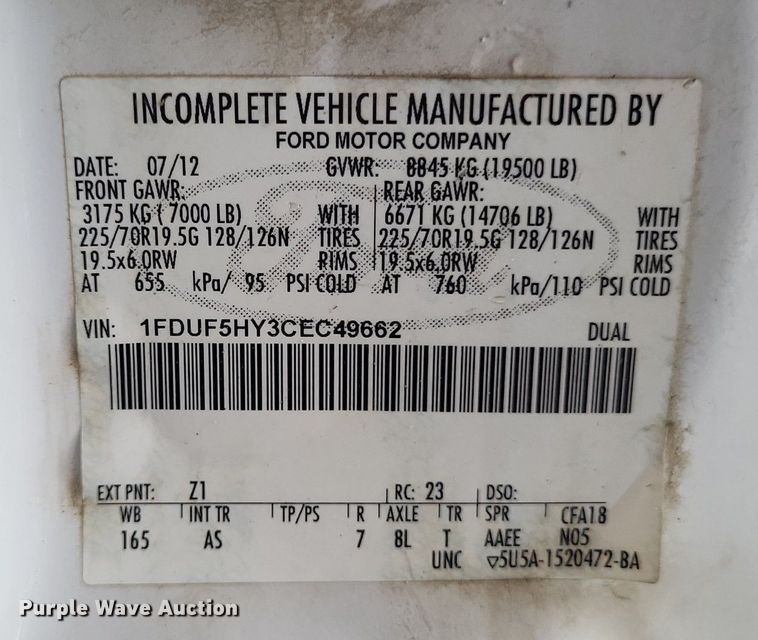 INCOMPLETE VEHICLE MANUFACTURED BY
FORD MOTOR COMPANY
DATE: 07/12 GVWR: 8845 KG (19500 LB)
FRONT GAWR: REAR GAWR:
3175 KG ( 7000 LB) WITH 6671 KG (14706 LB) WITH
225/70R19.5G 128/126N TIRES 225/70R19.5G 128/126N TIRES
19.5x6.0RW RIMS 19.5x6.0RW RIMS
AT 655 kPa/ 95 PSI COLD AT 760 kPa/110 PSI COLD
VIN: 1FDUF5HY3CEC49662 DUAL
EXT PNT: Z1 RC: 23 DSO:
WB INT TR TP/PS R AXLE TR SPR CFA18
165 AS 7 8L T AAEE N05
UNC ▽5U5A-1520472-BA
Purple Wave Auction